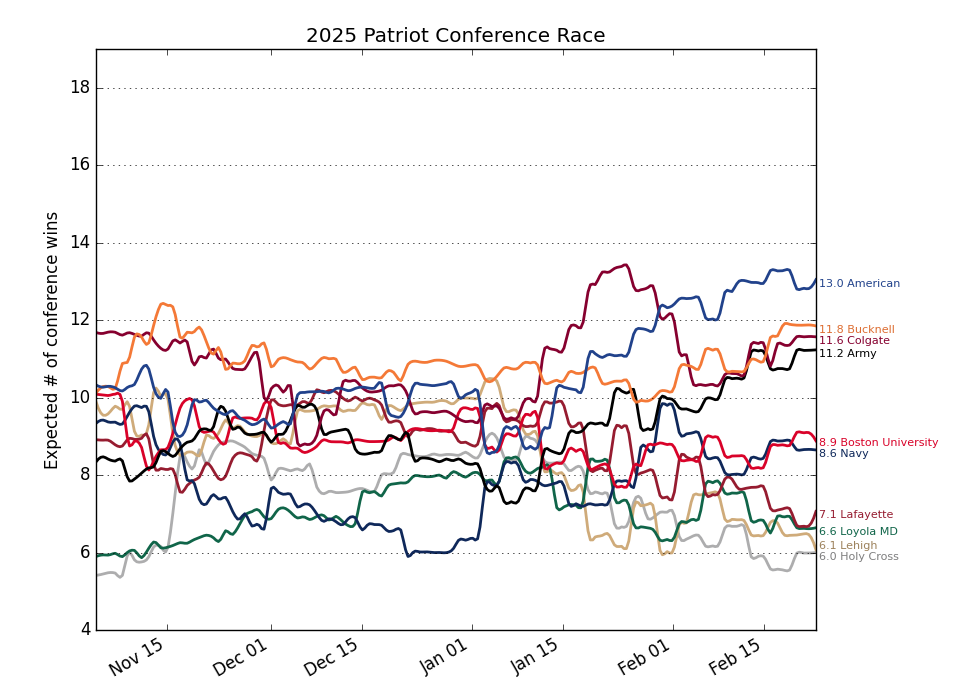 2025 Patriot Conference Race
Expected # of conference wins
18
16
14
12
10
8
6
4
13.0 American
11.8 Bucknell
11.6 Colgate
11.2 Army
8.9 Boston University
8.6 Navy
7.1 Lafayette
6.6 Loyola MD
6.1 Lehigh
6.0 Holy Cross
Nov 15
Dec 01
Dec 15
Jan 01
Jan 15
Feb 01
Feb 15